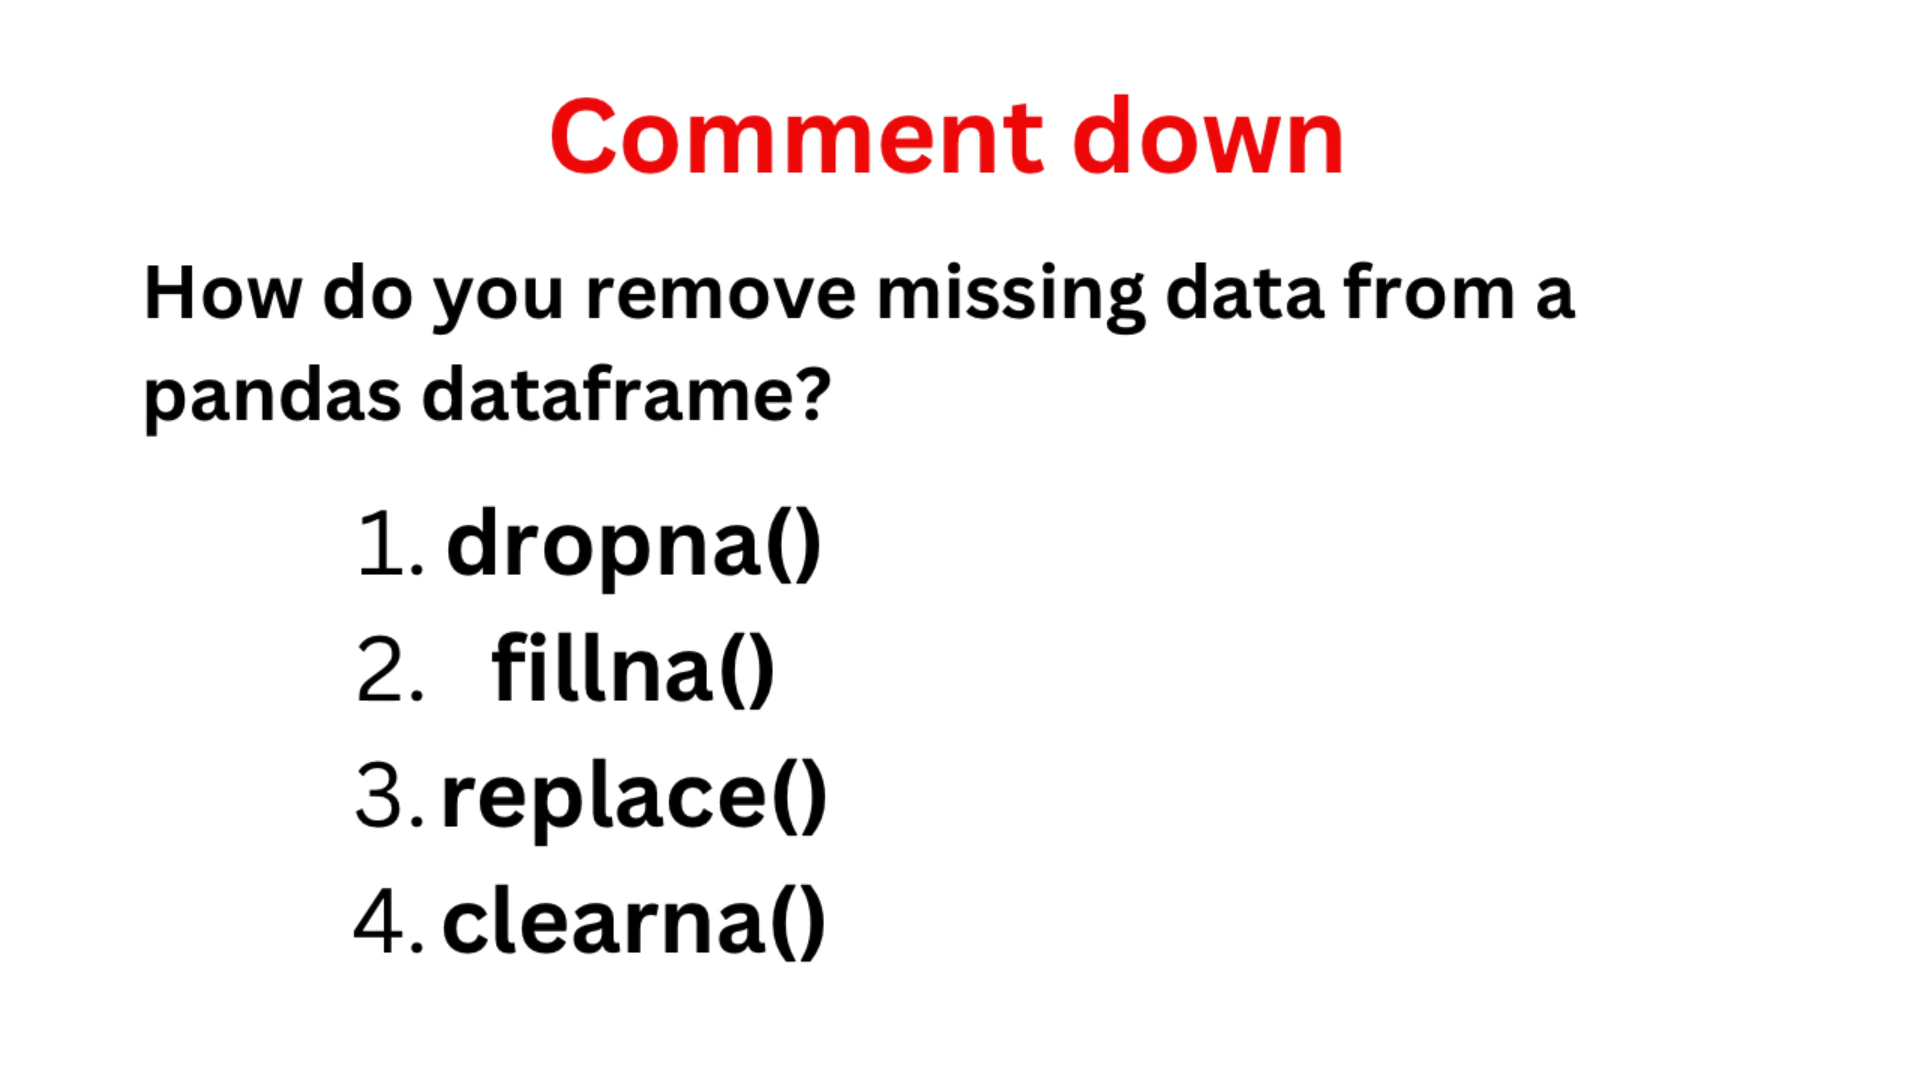 Comment down
How do you remove missing data from a
pandas dataframe?
1. dropna()
2. fillna()
3. replace()
4. clearna()